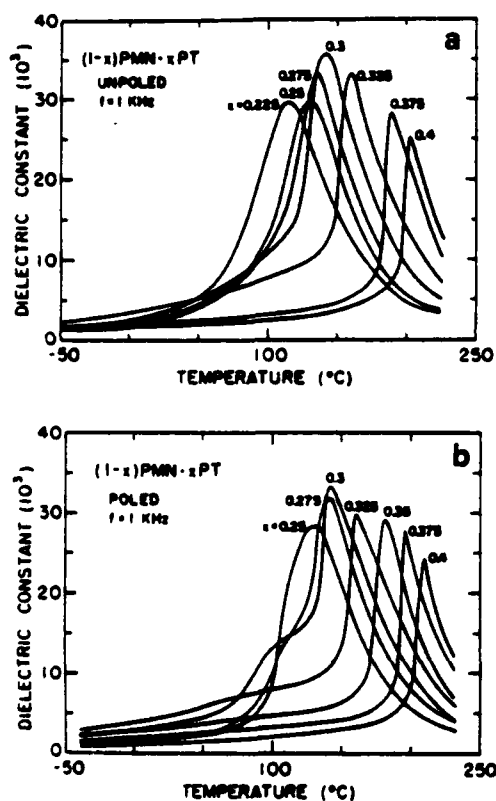 a
40
(1-x)PMN-xPT
UNPOLED
f=1 KHz
0.3
0.275
0.325
0.25
x=0.225
0.375
0.4
30
20
10
0
DIELECTRIC CONSTANT (10³)
-50
100
250
TEMPERATURE (°C)
b
40
(1-x)PMN-xPT
POLED
f=1 KHz
0.3
0.275
0.325
0.35
x=0.25
0.375
0.4
30
20
10
0
DIELECTRIC CONSTANT (10³)
-50
100
250
TEMPERATURE (°C)